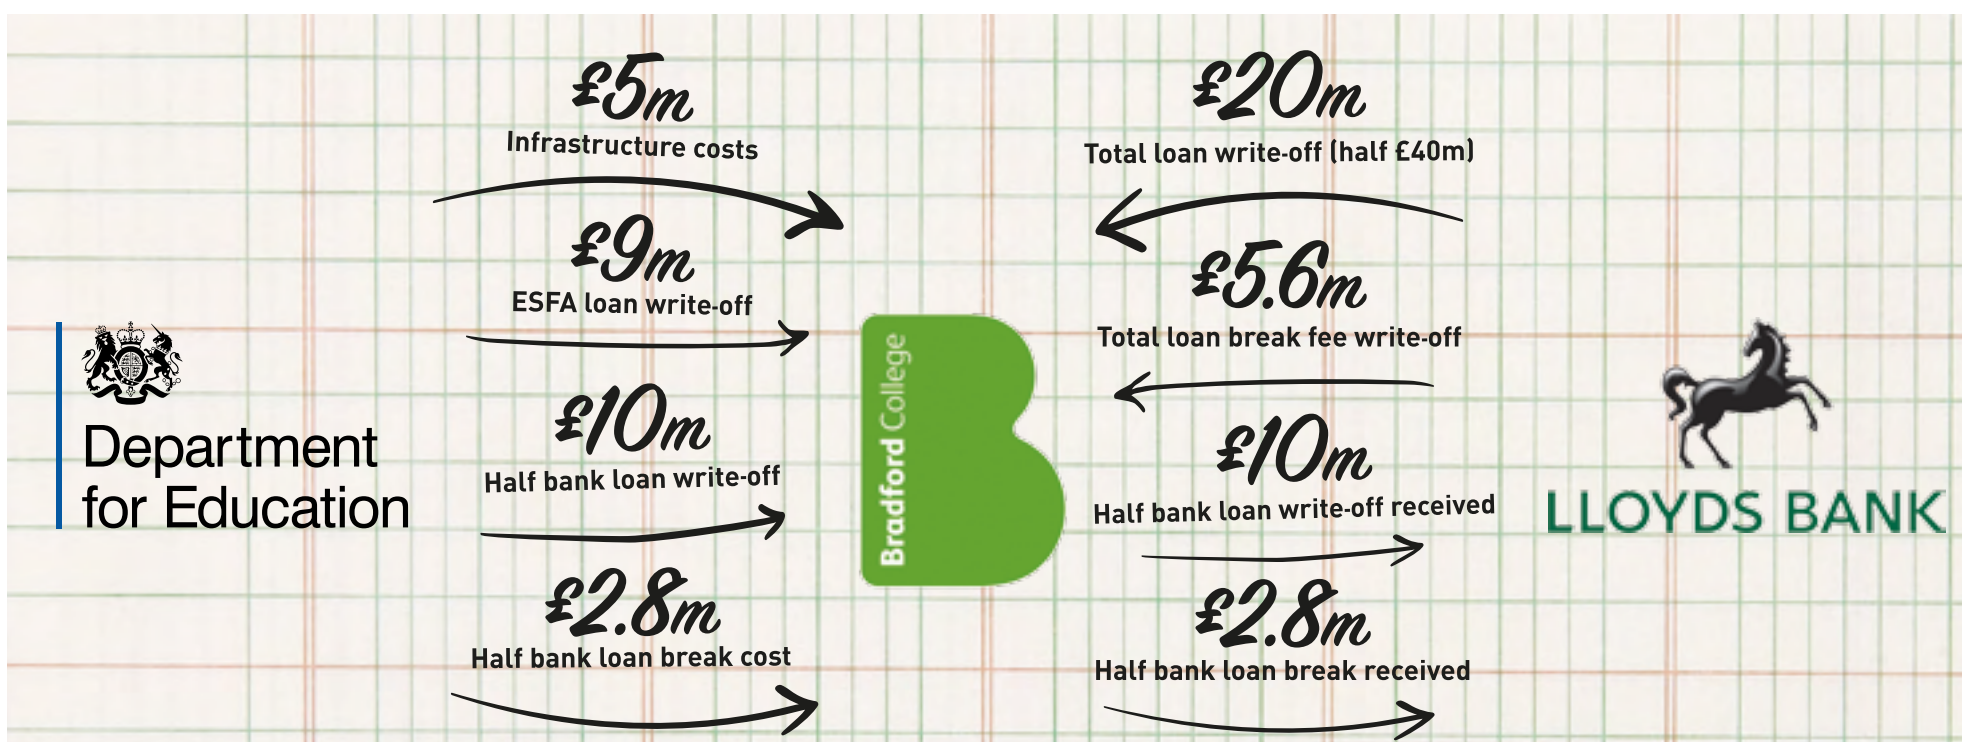 £5m
Infrastructure costs
£9m
ESFA loan write-off
£10m
Half bank loan write-off
£2.8m
Half bank loan break cost
Department
for Education
Bradford College
£20m
Total loan write-off (half £40m)
£5.6m
Total loan break fee write-off
£10m
Half bank loan write-off received
£2.8m
Half bank loan break received
LLOYDS BANK